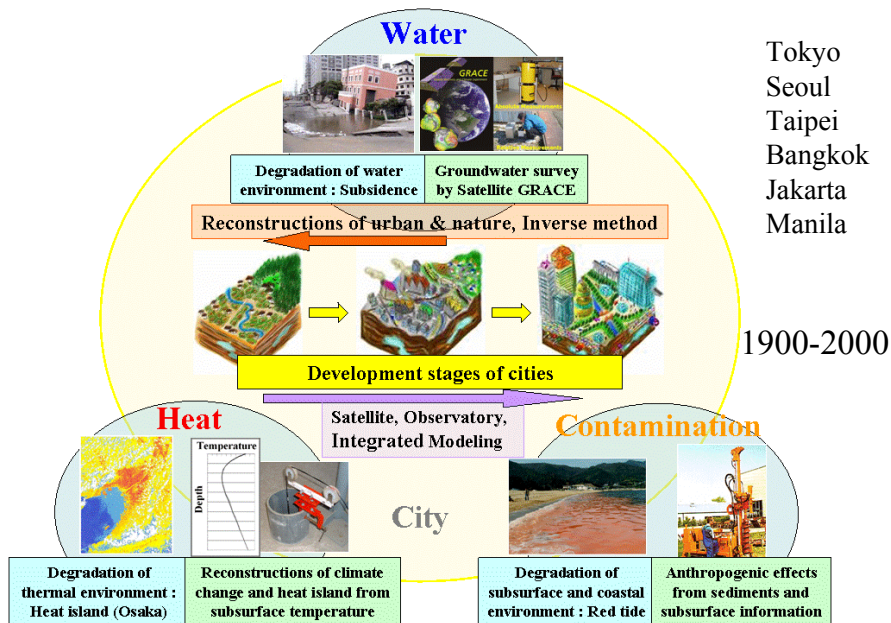 Water
GRACE
Absolute Measurements
Degradation of water
environment : Subsidence
Groundwater survey
by Satellite GRACE
Tokyo
Seoul
Taipei
Bangkok
Jakarta
Manila
Reconstructions of urban & nature, Inverse method
Development stages of cities
1900-2000
Satellite, Observatory,
Integrated Modeling
Heat
Temperature
Depth
Contamination
City
Degradation of
thermal environment :
Heat island (Osaka)
Reconstructions of climate
change and heat island from
subsurface temperature
Degradation of
subsurface and coastal
environment : Red tide
Anthropogenic effects
from sediments and
subsurface information